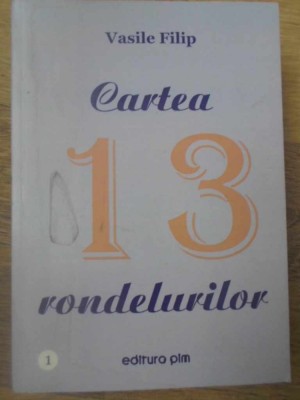 Vasile Filip
Cartea
13
rondelurilor
1
editura pim